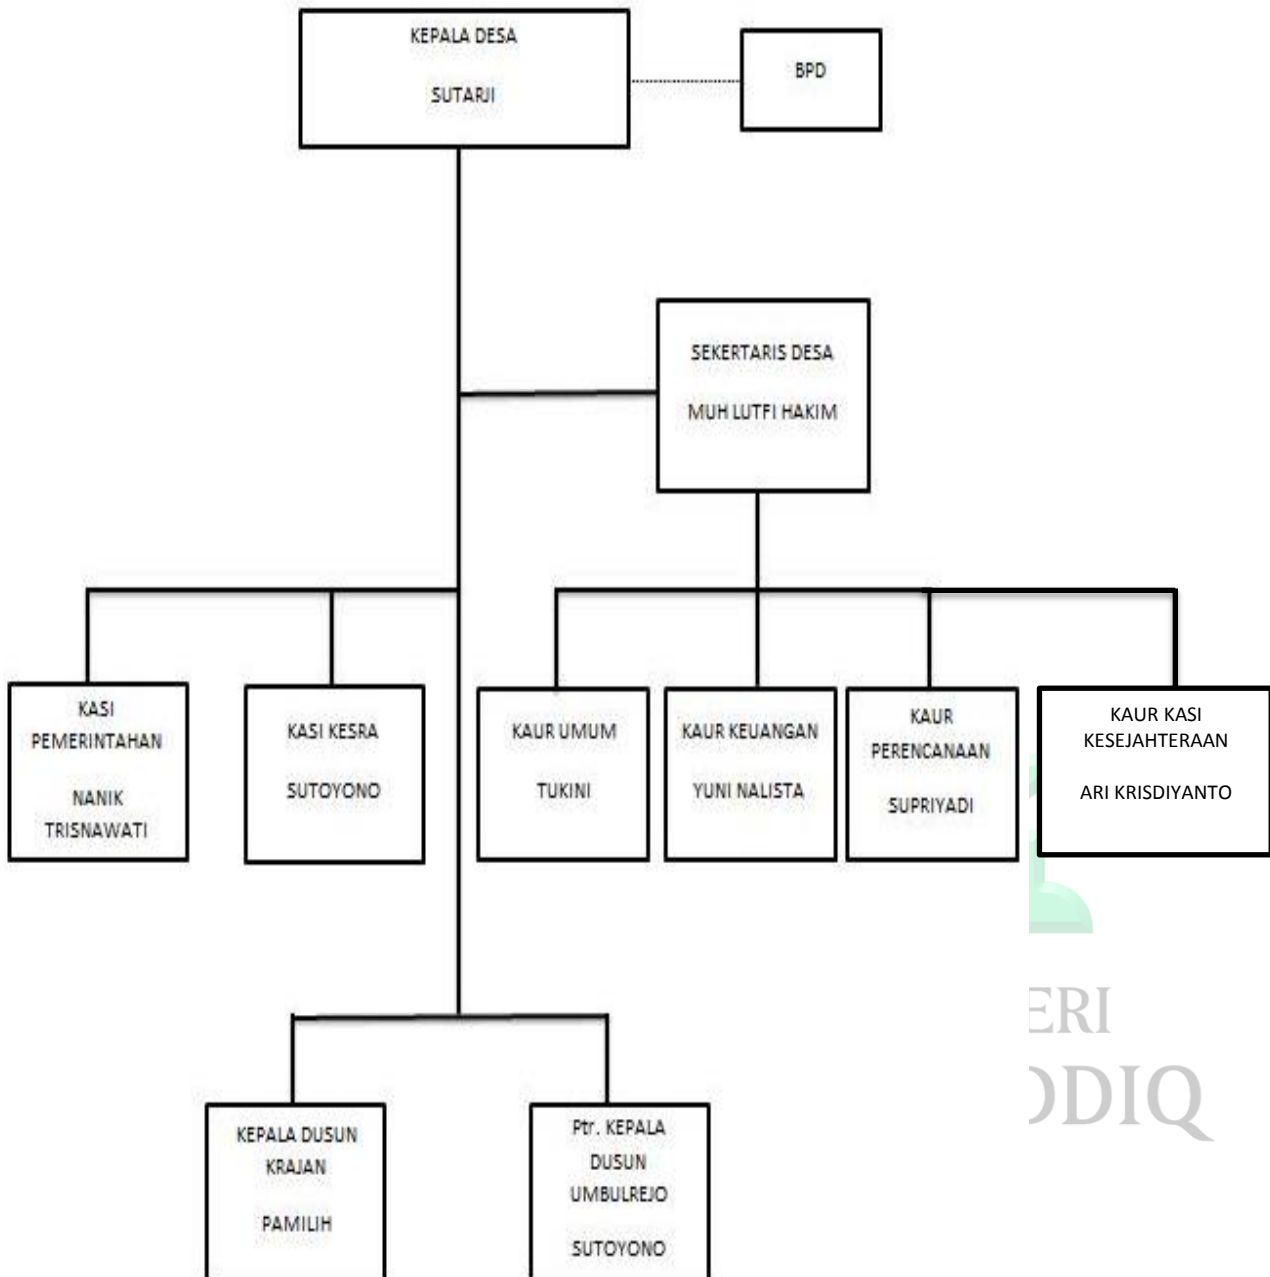 KEPALA DESA
SUTARJI
BPD
SEKERTARIS DESA
MUH LUTFI HAKIM
KASI
PEMERINTAHAN
NANIK
TRISNAWATI
KASI KESRA
SUTOYONO
KAUR UMUM
TUKINI
KAUR KEUANGAN
YUNI NALISTA
KAUR
PERENCANAAN
SUPRIYADI
KAUR KASI
KESEJAHTERAAN
ARI KRISDIYANTO
ERI
DDIQ
KEPALA DUSUN
KRAJAN
PAMILIH
Ptr. KEPALA
DUSUN
UMBULREJO
SUTOYONO